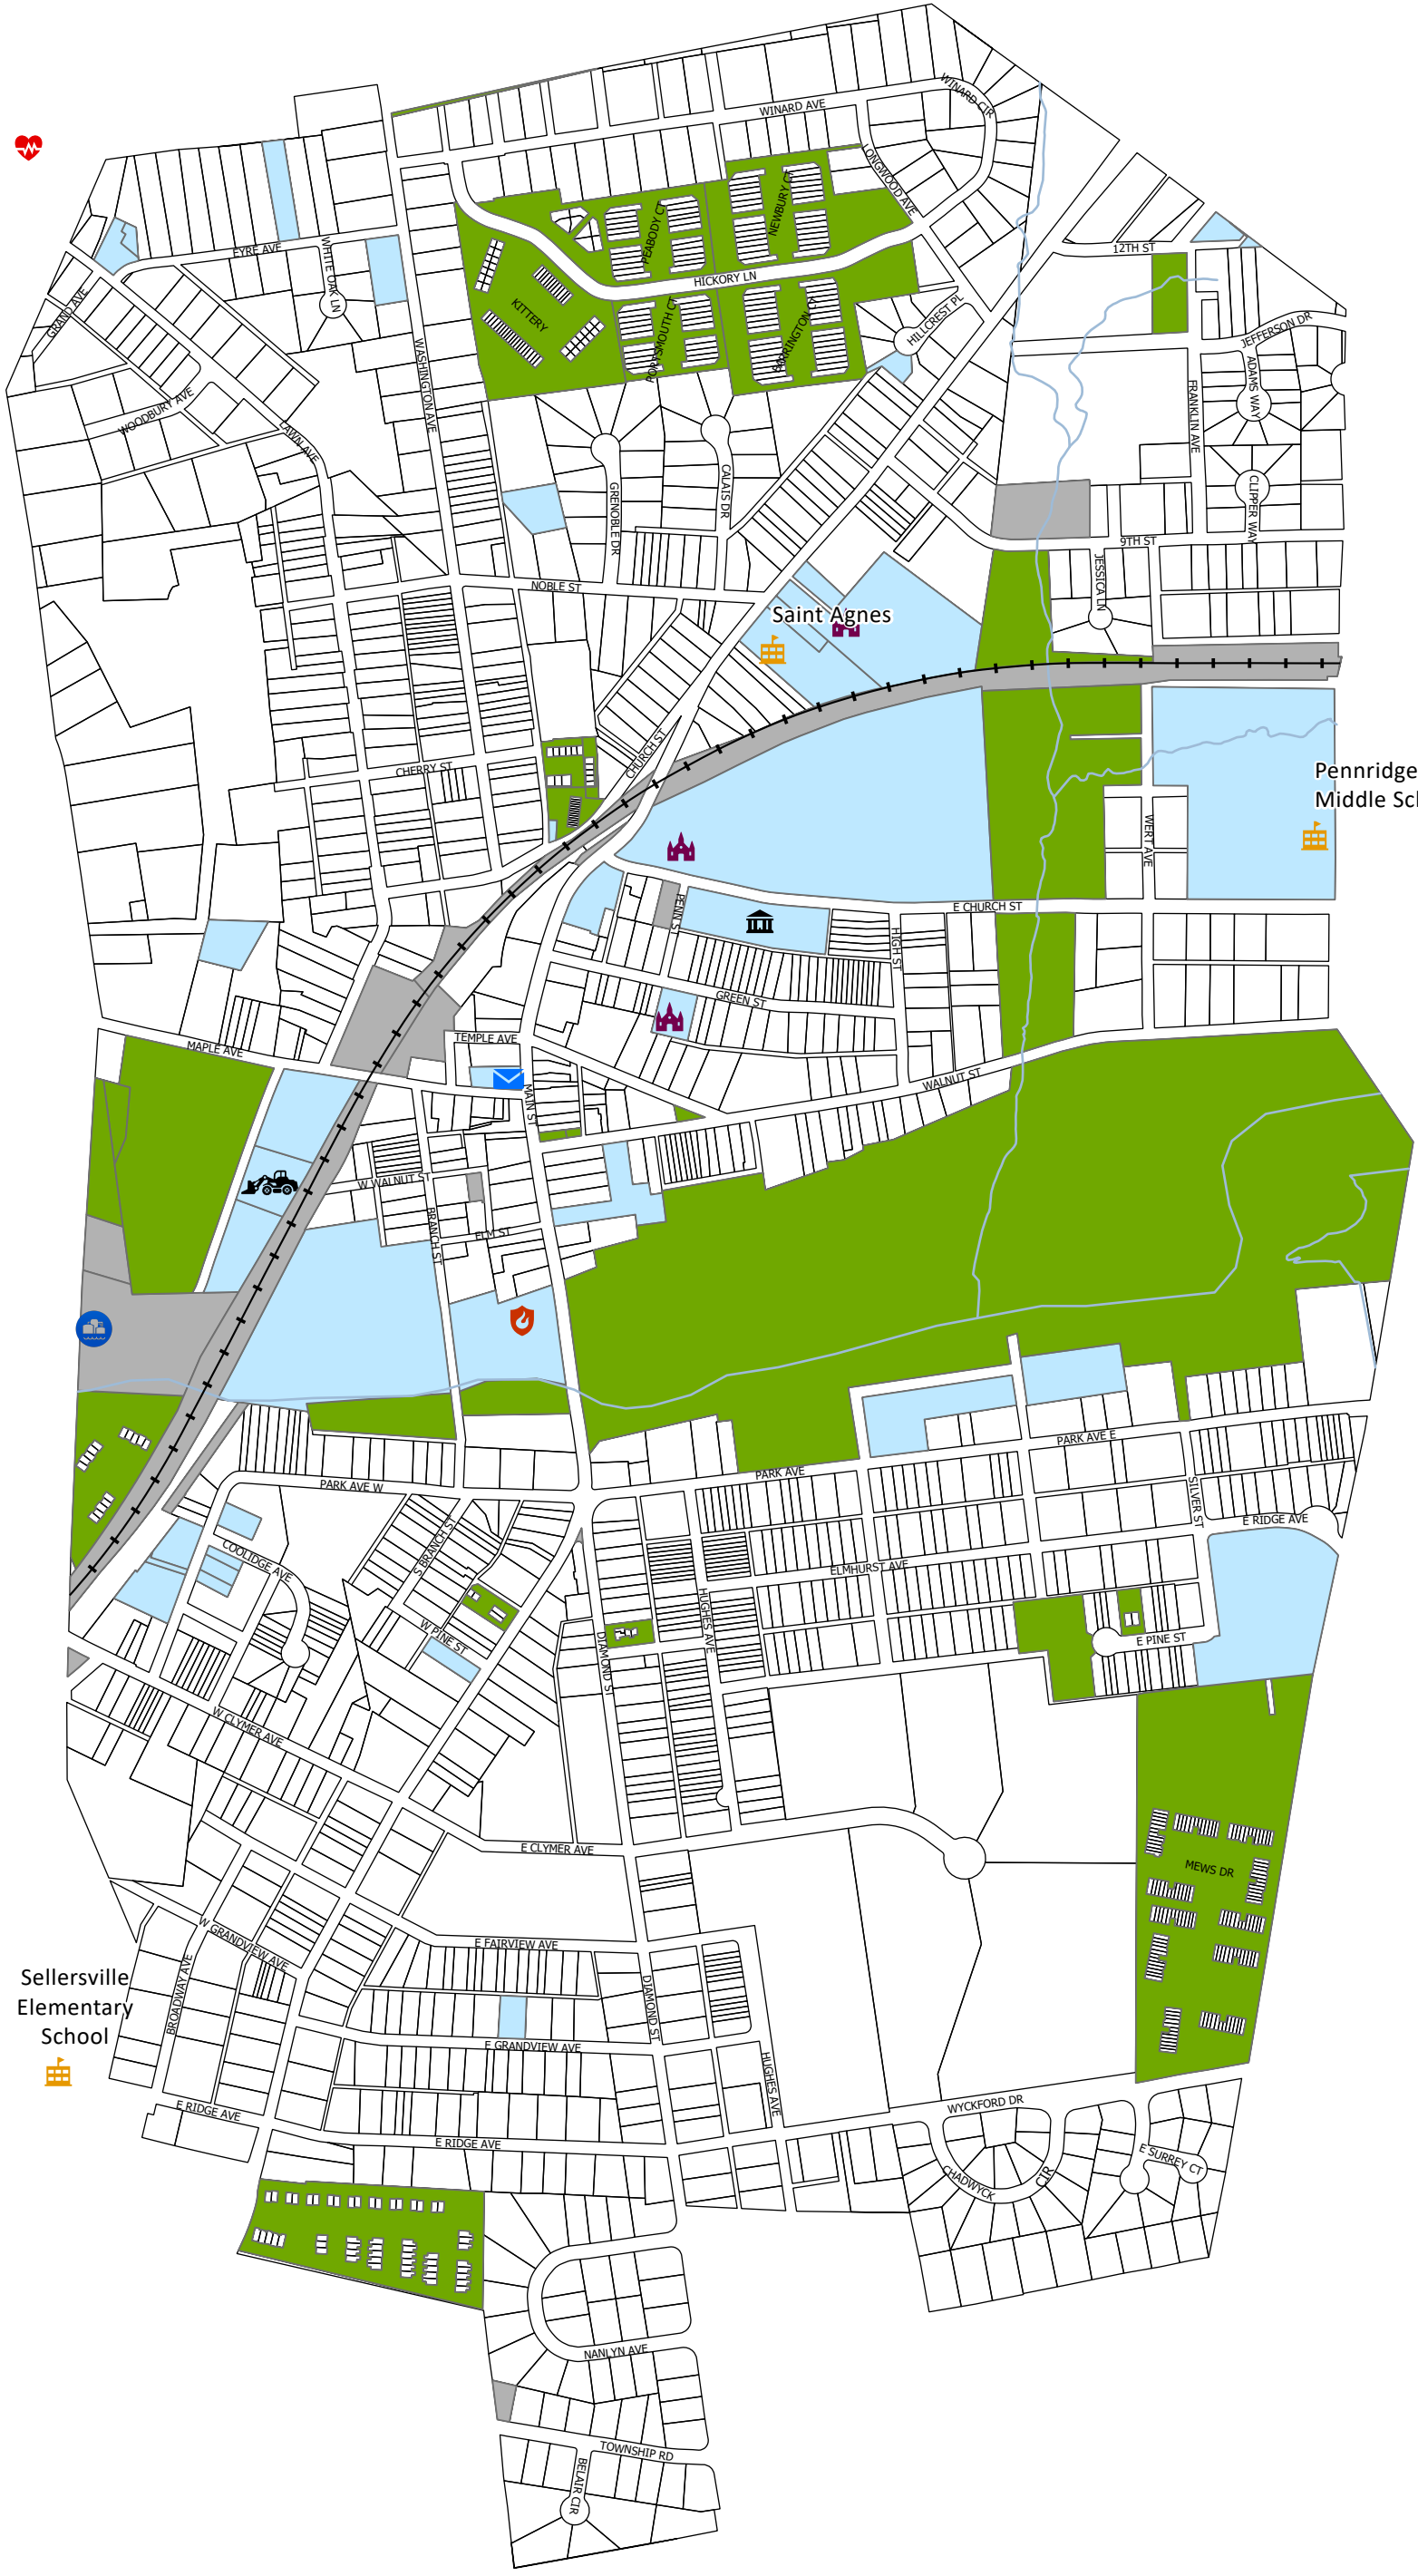 WINARD AVE
WINARD CIR
LONGWOOD AVE
NEWBURY CT
PEABODY CT
12TH ST
EYRE AVE
WHITE OAK LN
HICKORY LN
KITTERY
GRAND AVE
PORTSMOUTH CT
HILLCREST PL
JEFFERSON DR
WASHINGTON AVE
ADAMS WAY
WOODBURY AVE
FRANKLIN AVE
LAWN AVE
CALAIS DR
GRENOBLE DR
CLIPPER WAY
9TH ST
JESSICA LN
NOBLE ST
Saint Agnes
CHURCH ST
CHERRY ST
Pennridge
Middle Sc
WERT AVE
E CHURCH ST
PENN S
HIGH ST
GREEN ST
TEMPLE AVE
MAPLE AVE
WALNUT ST
MAIN ST
W WALNUT ST
BRANCH ST
ELM ST
PARK AVE E
PARK AVE
PARK AVE W
SILVER ST
E RIDGE AVE
S BRANCH ST
COOLIDGE AVE
ELMHURST AVE
HUGHES AVE
W PINE ST
E PINE ST
DIAMOND S
W CLYMER AVE
E CLYMER AVE
MEWS DR
W GRANDVIEW AVE
E FAIRVIEW AVE
BROADWAY AVE
DIAMOND ST
Sellersville
Elementary
School
E GRANDVIEW AVE
HUGHES AVE
E RIDGE AVE
WYCKFORD DR
E RIDGE AVE
E SURREY CT
CHADWYCK
CIR
NANLYN AVE
TOWNSHIP RD
BELAIR CIR